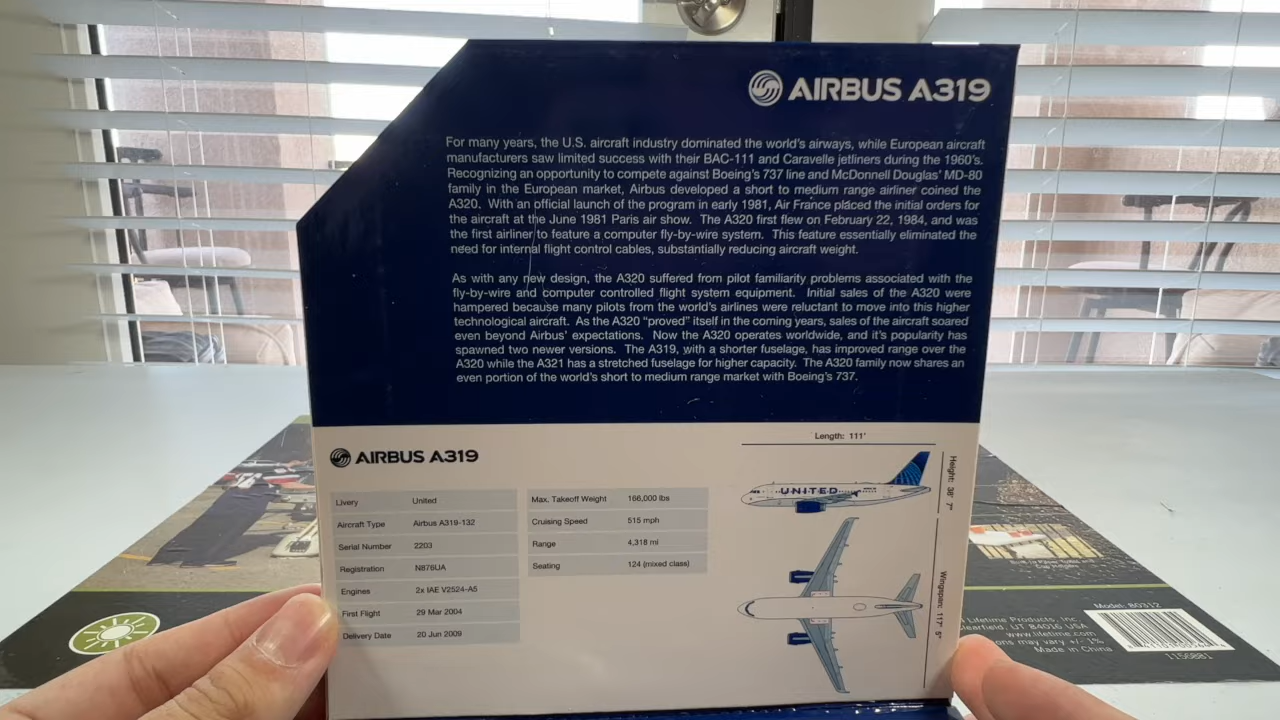 AIRBUS A319
For many years, the U.S. aircraft industry dominated the world's airways, while European aircraft
manufacturers saw limited success with their BAC-111 and Caravelle jetliners during the 1960's.
Recognizing an opportunity to compete against Boeing's 737 line and McDonnell Douglas' MD-80
family in the European market, Airbus developed a short to medium range airliner coined the
A320. With an official launch of the program in early 1981, Air France placed the initial orders for
the aircraft at the June 1981 Paris air show. The A320 first flew on February 22, 1984, and was
the first airliner to feature a computer fly-by-wire system. This feature essentially eliminated the
need for internal flight control cables, substantially reducing aircraft weight.
As with any new design, the A320 suffered from pilot familiarity problems associated with the
fly-by-wire and computer controlled flight system equipment. Initial sales of the A320 were
hampered because many pilots from the world's airlines were reluctant to move into this higher
technological aircraft. As the A320 "proved" itself in the coming years, sales of the aircraft soared
even beyond Airbus' expectations. Now the A320 operates worldwide, and it's popularity has
spawned two newer versions. The A319, with a shorter fuselage, has improved range over the
A320 while the A321 has a stretched fuselage for higher capacity. The A320 family now shares an
even portion of the world's short to medium range market with Boeing's 737.
AIRBUS A319
Livery United
Aircraft Type Airbus A319-132
Serial Number 2203
Registration N876UA
Engines 2x IAE V2524-A5
First Flight 29 Mar 2004
Delivery Date 20 Jun 2009
Max. Takeoff Weight 166,000 lbs
Cruising Speed 515 mph
Range 4,318 mi
Seating 124 (mixed class)
Length: 111'
Height: 38' 7"
UNITED
Wingspan: 117' 5"
Model: 80312
Lifetime Products, Inc
Clearfield, UT 84016 USA
www.lifetime.com
may vary +/- 1%
Made in China
1156881